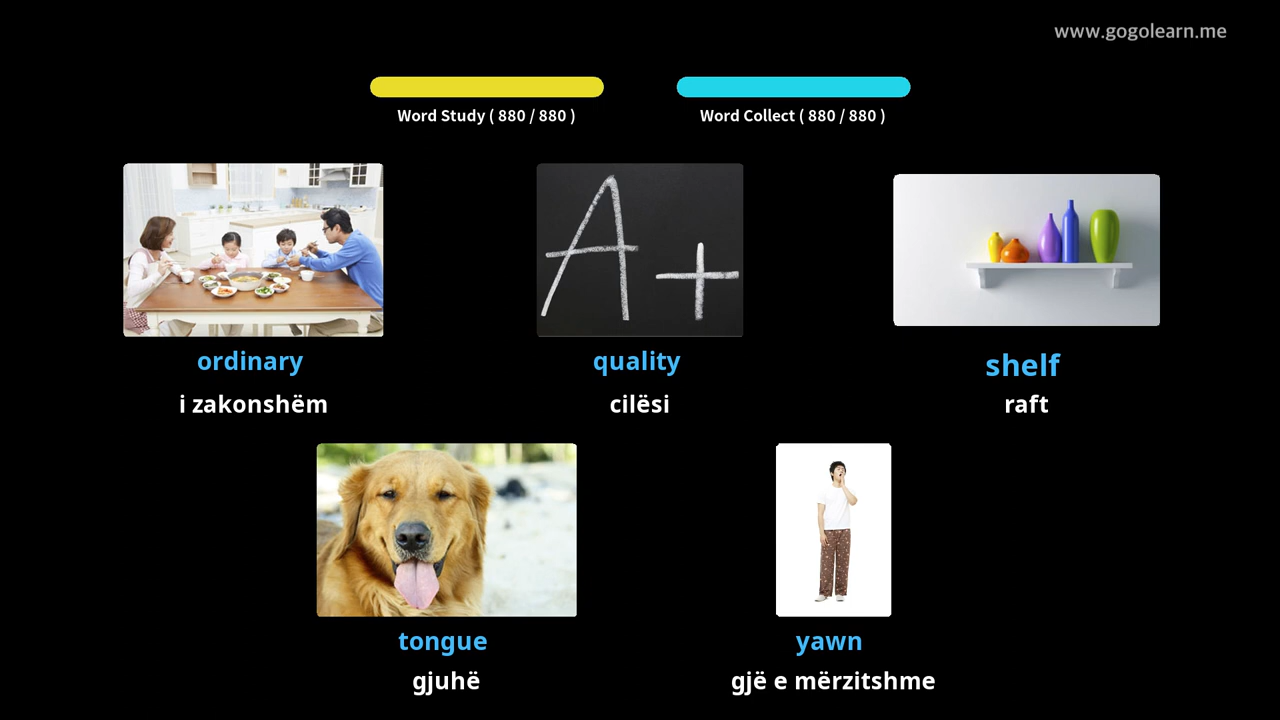 www.gogolearn.me
Word Study ( 880 / 880 )
Word Collect ( 880 / 880 )
A+
ordinary
quality
shelf
i zakonshëm
cilësi
raft
tongue
yawn
gjuhë
gjë e mërzitshme